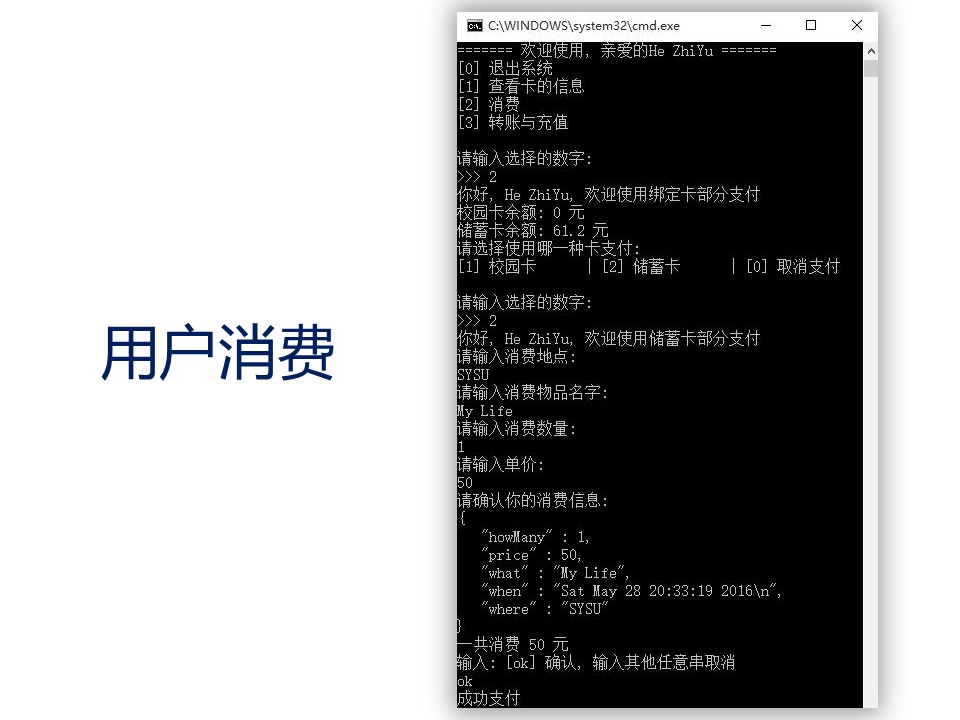 用户消费
C:\WINDOWS\system32\cmd.exe
======= 欢迎使用, 亲爱的He ZhiYu =======
[0] 退出系统
[1] 查看卡的信息
[2] 消费
[3] 转账与充值
请输入选择的数字:
>>> 2
你好, He ZhiYu, 欢迎使用绑定卡部分支付
校园卡余额: 0 元
储蓄卡余额: 61.2 元
请选择使用哪一种卡支付:
[1] 校园卡 | [2] 储蓄卡 | [0] 取消支付
请输入选择的数字:
>>> 2
你好, He ZhiYu, 欢迎使用储蓄卡部分支付
请输入消费地点:
SYSU
请输入消费物品名字:
My Life
请输入消费数量:
1
请输入单价:
50
请确认你的消费信息:
{
"howMany" : 1,
"price" : 50,
"what" : "My Life",
"when" : "Sat May 28 20:33:19 2016\n",
"where" : "SYSU"
}
一共消费 50 元
输入: [ok] 确认, 输入其他任意串取消
ok
成功支付